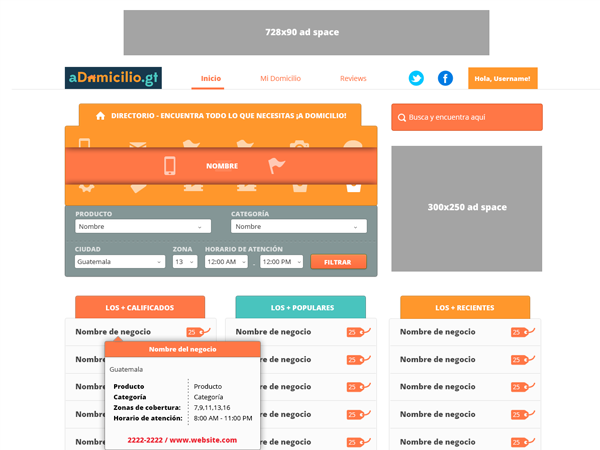 728x90 ad space
aDomicilio.gt
Inicio
Mi Domicilio
Reviews
Hola, Username!
DIRECTORIO - ENCUENTRA TODO LO QUE NECESITAS ¡A DOMICILIO!
Busca y encuentra aquí
NOMBRE
300x250 ad space
PRODUCTO CATEGORÍA
Nombre Nombre
CIUDAD ZONA HORARIO DE ATENCIÓN
Guatemala 13 12:00 AM . 12:00 PM FILTRAR
LOS + CALIFICADOS LOS + POPULARES LOS + RECIENTES
Nombre de negocio 25 Nombre de negocio 25 Nombre de negocio 25
Nombre del negocio
Guatemala
Producto Producto
Categoría Categoría
Zonas de cobertura: 7,9,11,13,16
Horario de atención: 8:00 AM - 11:00 PM
2222-2222 / www.website.com
Nombre de negocio 25 Nombre de negocio 25
Nombre de negocio 25 Nombre de negocio 25
Nombre de negocio 25 Nombre de negocio 25
Nombre de negocio 25 Nombre de negocio 25